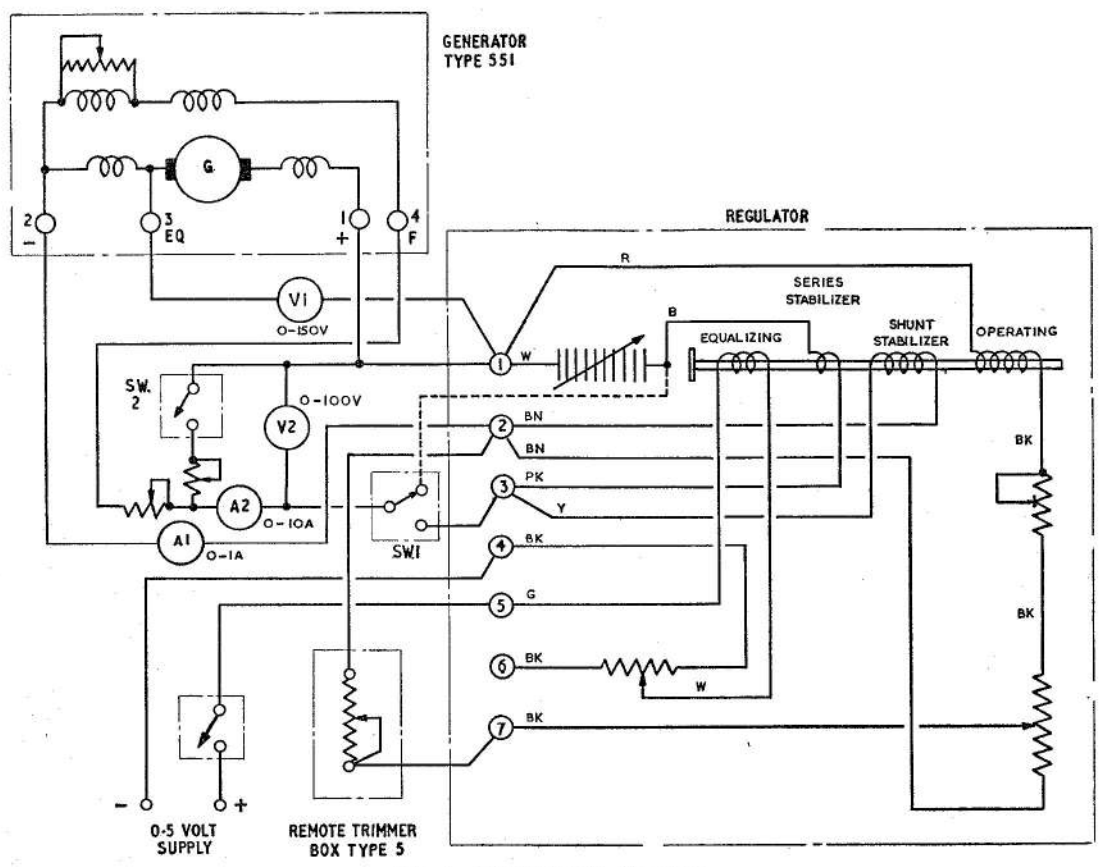 GENERATOR
TYPE 551
G
2
-
3
EQ
1
+
4
F
REGULATOR
R
SERIES
STABILIZER
V1
0-150V
B
EQUALIZING
SHUNT
STABILIZER
OPERATING
1
W
SW.
2
0-100V
V2
2
BN
BN
BK
3
PK
Y
A2
0-10A
A1
0-1A
SW.1
4
BK
5
G
BK
6
BK
W
7
BK
- +
0-5 VOLT
SUPPLY
REMOTE TRIMMER
BOX TYPE 5